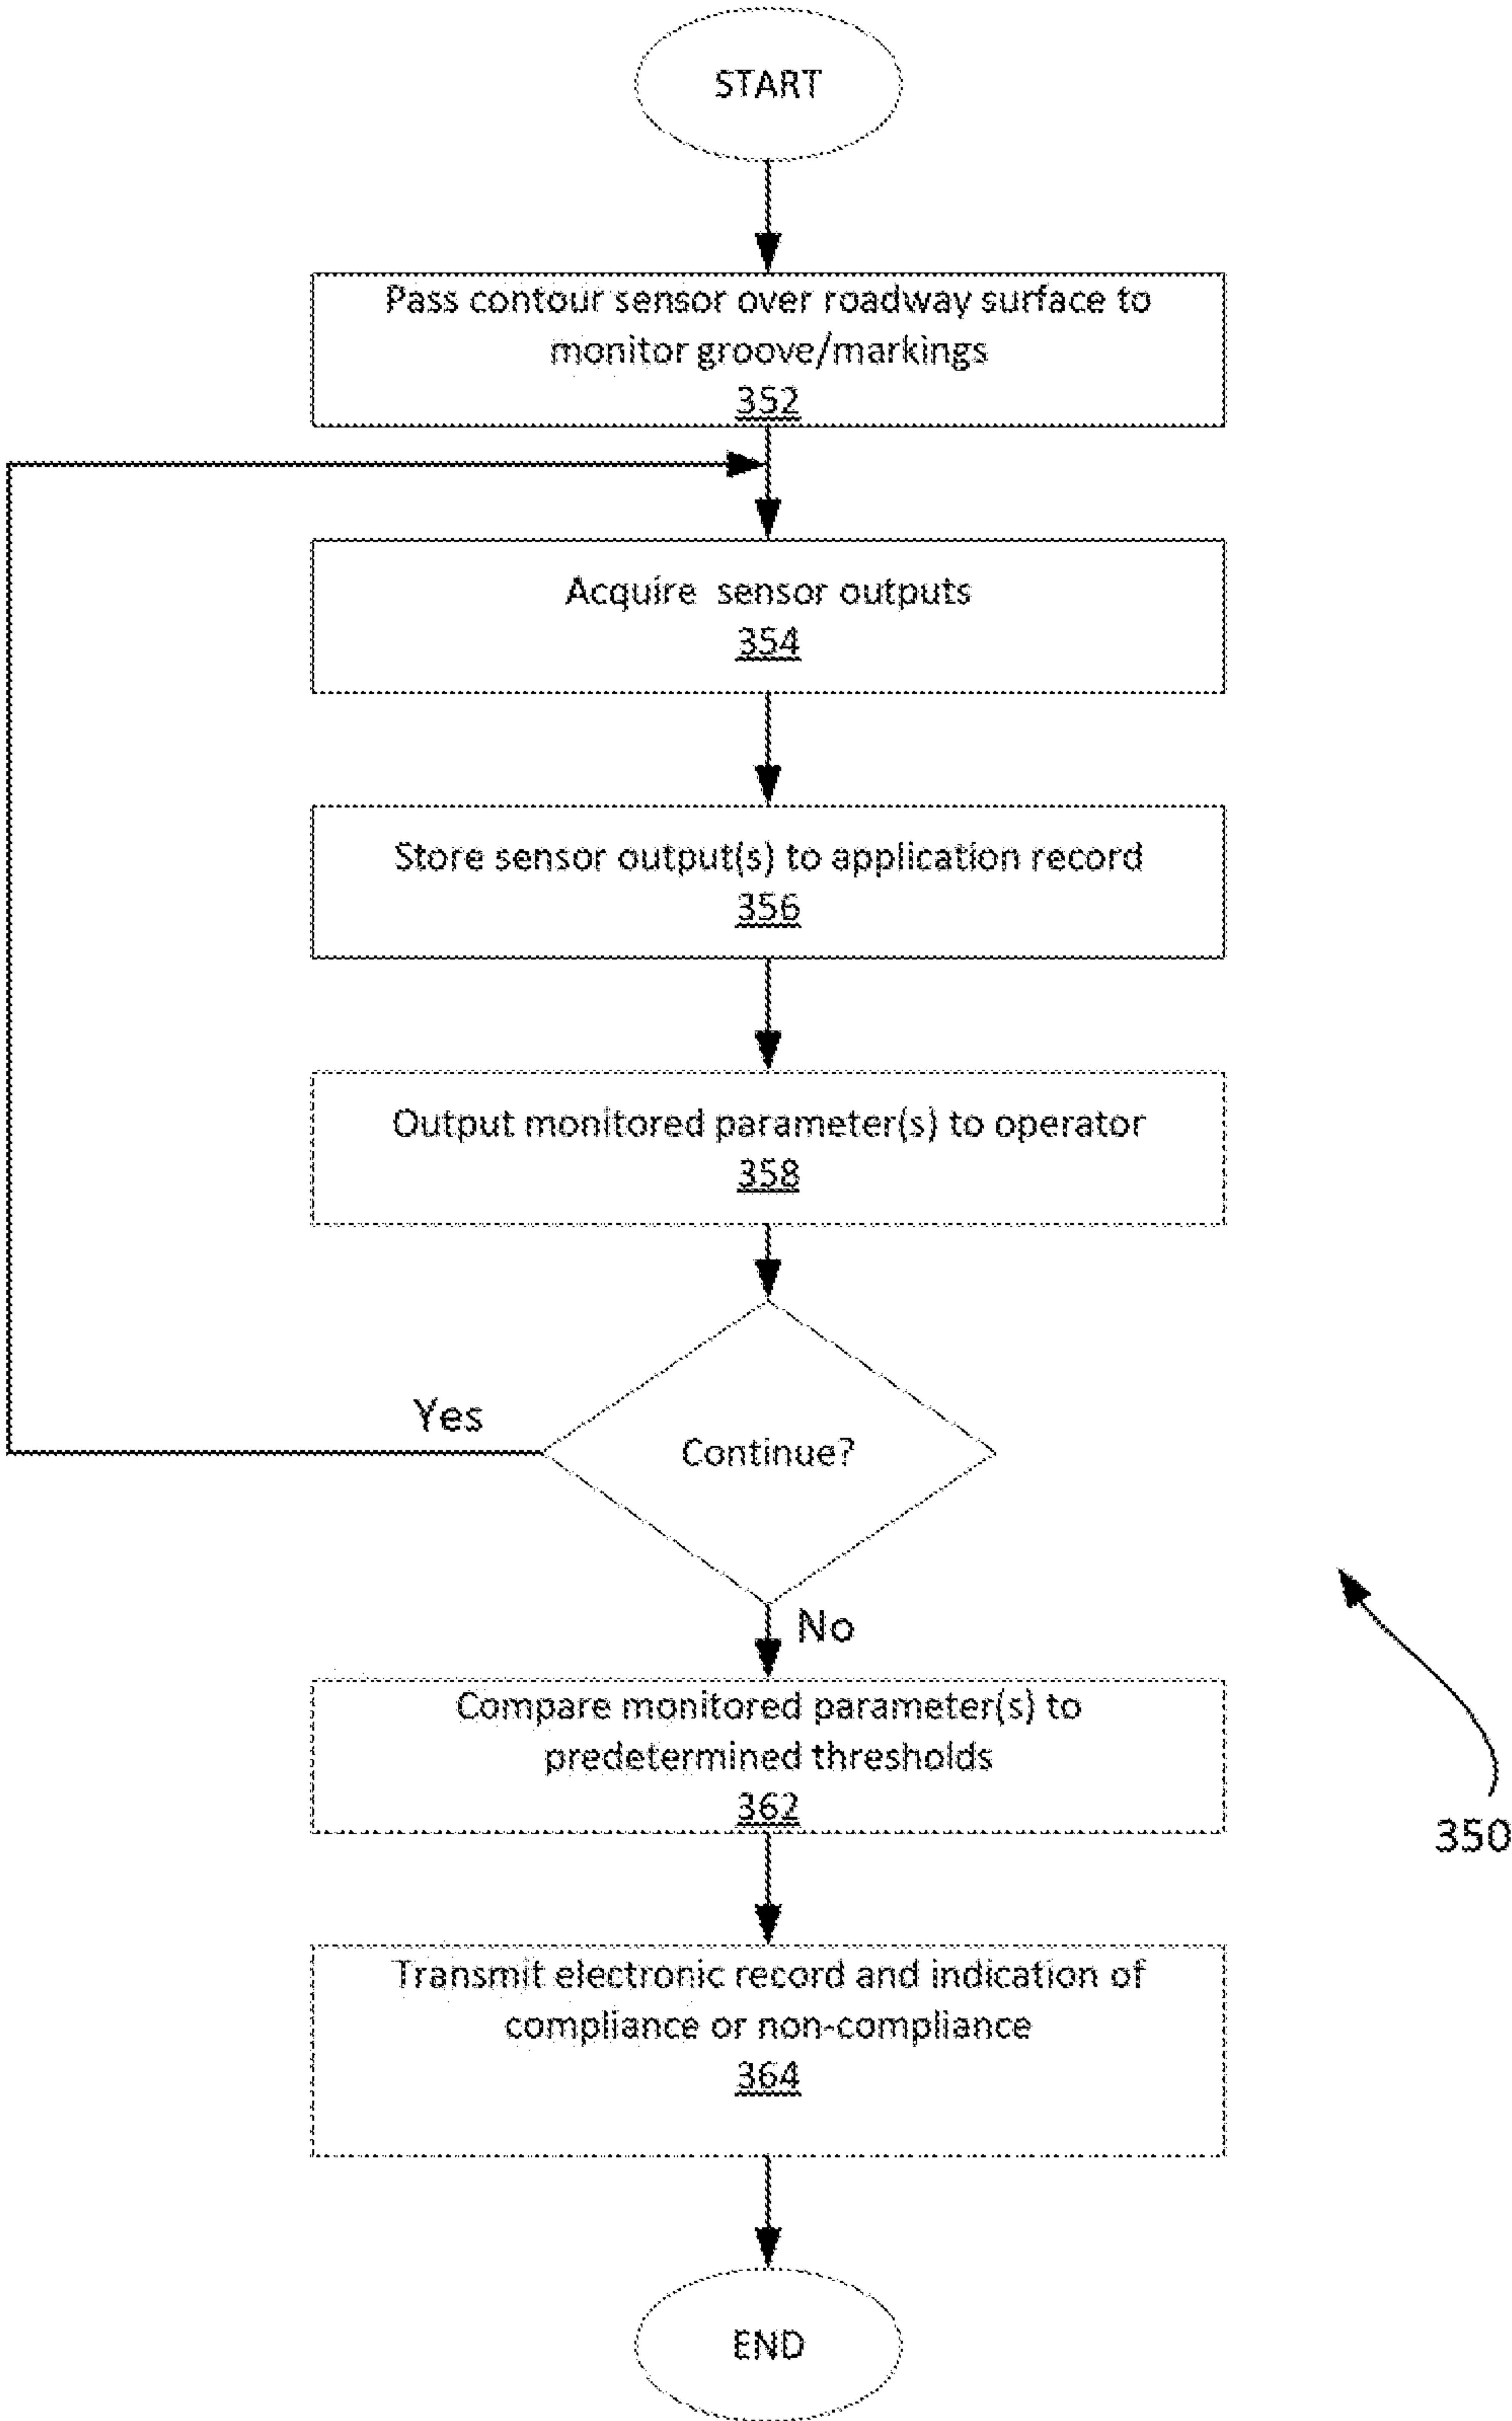 START
Pass contour sensor over roadway surface to
monitor groove/markings
352
Acquire sensor outputs
354
Store sensor output(s) to application record
356
Output monitored parameter(s) to operator
358
Yes
Continue?
No
Compare monitored parameter(s) to
predetermined thresholds
362
350
Transmit electronic record and indication of
compliance or non-compliance
364
END